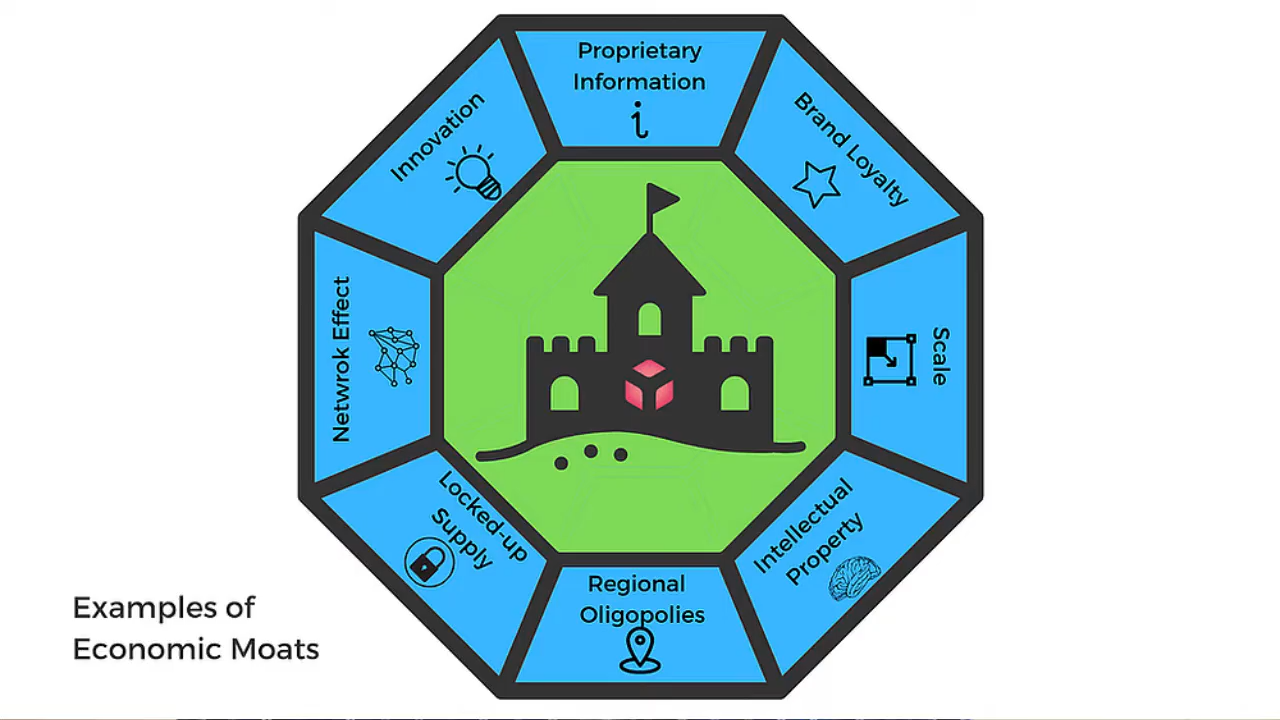 Proprietary
Information
Brand Loyalty
Scale
Intellectual
Property
Regional
Oligopolies
Locked-up
Supply
Netwrok Effect
Innovation
Examples of
Economic Moats